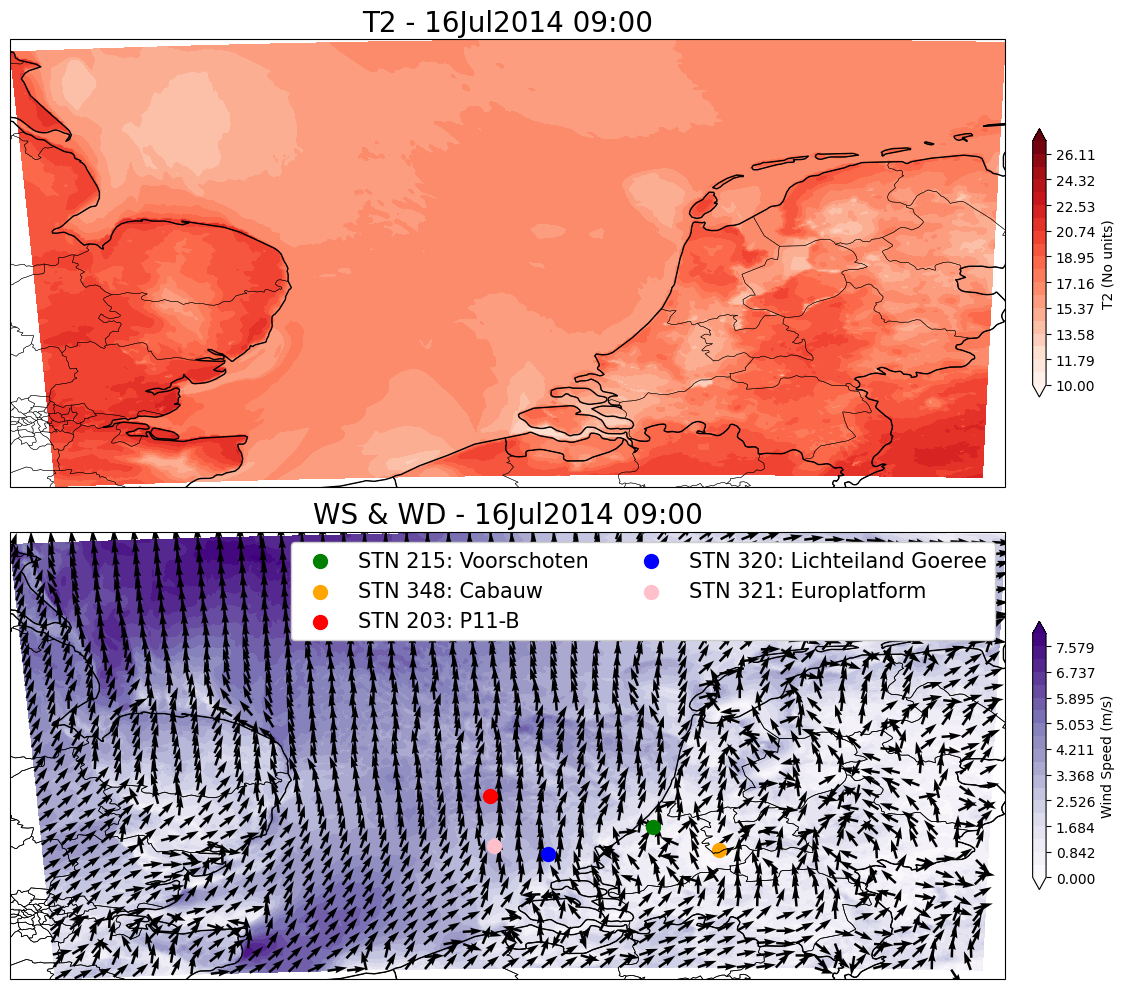 T2 - 16Jul2014 09:00
26.11
24.32
22.53
20.74
18.95
17.16
15.37
13.58
11.79
10.00
T2 (No units)
WS & WD - 16Jul2014 09:00
STN 215: Voorschoten
STN 348: Cabauw
STN 203: P11-B
STN 320: Lichteiland Goeree
STN 321: Europlatform
7.579
6.737
5.895
5.053
4.211
3.368
2.526
1.684
0.842
0.000
Wind Speed (m/s)